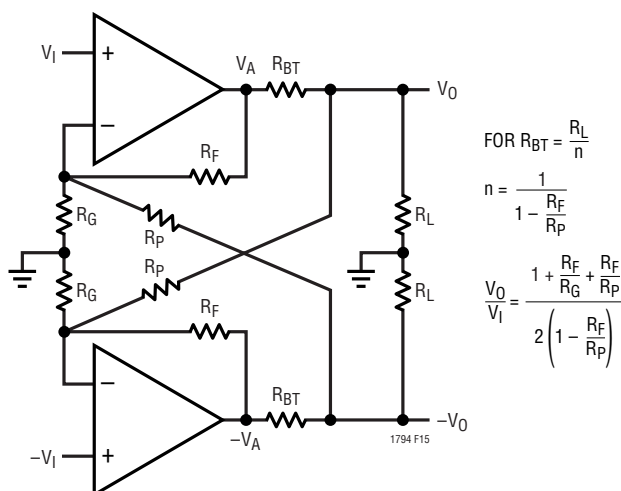 V_I
+
V_A
R_BT
V_O
−
R_F
R_G
R_P
R_L
R_P
R_G
R_L
R_F
−
R_BT
−V_I
+
−V_A
−V_O
1794 F15
FOR R_BT = R_L / n
n = 1 / (1 − R_F / R_P)
V_O / V_I = (1 + R_F / R_G + R_F / R_P) / (2 (1 − R_F / R_P))